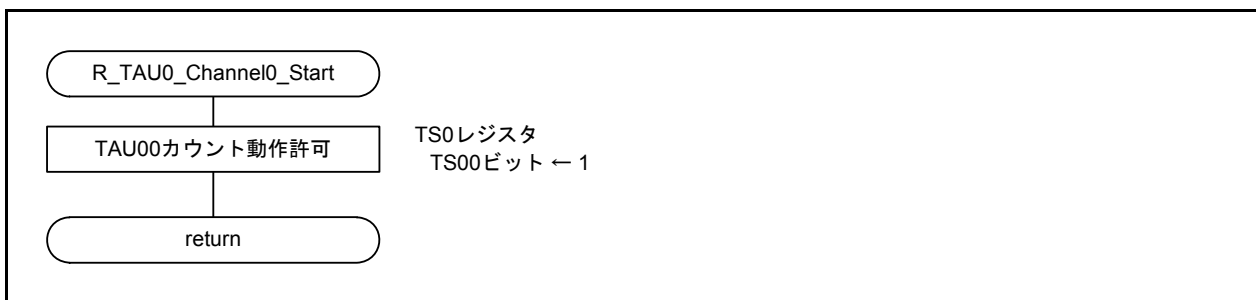 R_TAU0_Channel0_Start
TAU00カウント動作許可
TS0レジスタ
TS00ビット ← 1
return